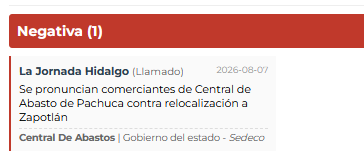 Negativa (1)
La Jornada Hidalgo (Llamado) 2026-08-07
Se pronuncian comerciantes de Central de
Abasto de Pachuca contra relocalización a
Zapotlán
Central De Abastos | Gobierno del estado - Sedeco